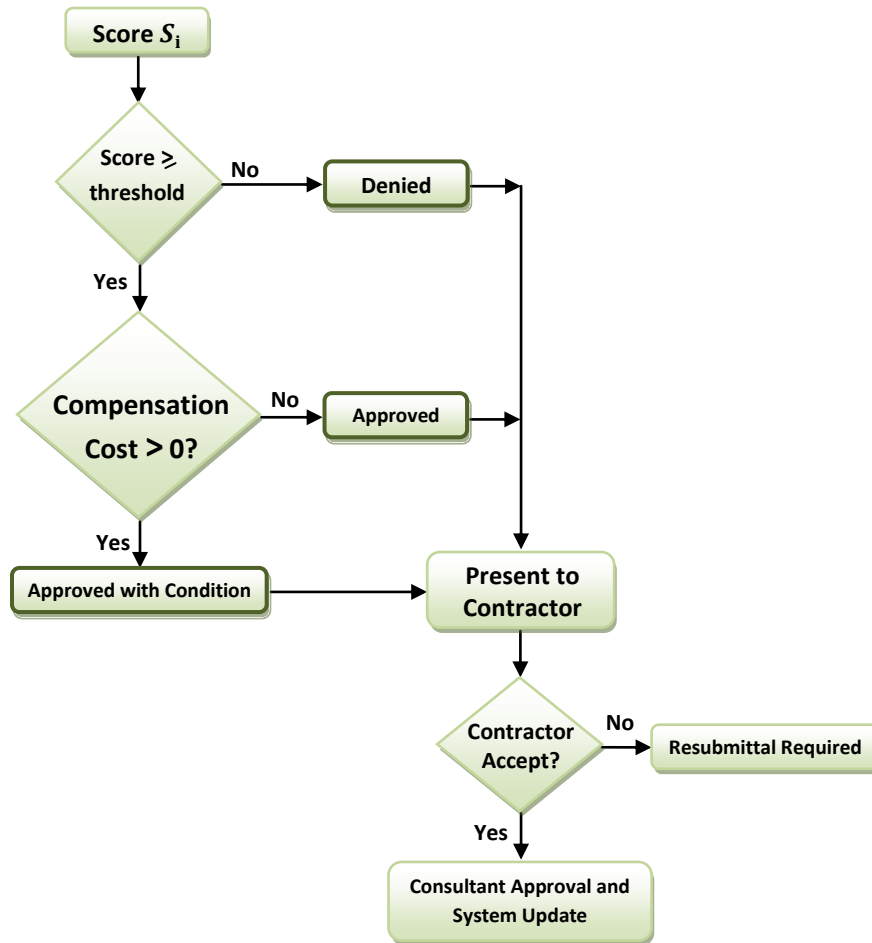 Score Sᵢ
Score ≥
threshold
No
Denied
Yes
Compensation
Cost > 0?
No
Approved
Yes
Approved with Condition
Present to
Contractor
Contractor
Accept?
No
Resubmittal Required
Yes
Consultant Approval and
System Update